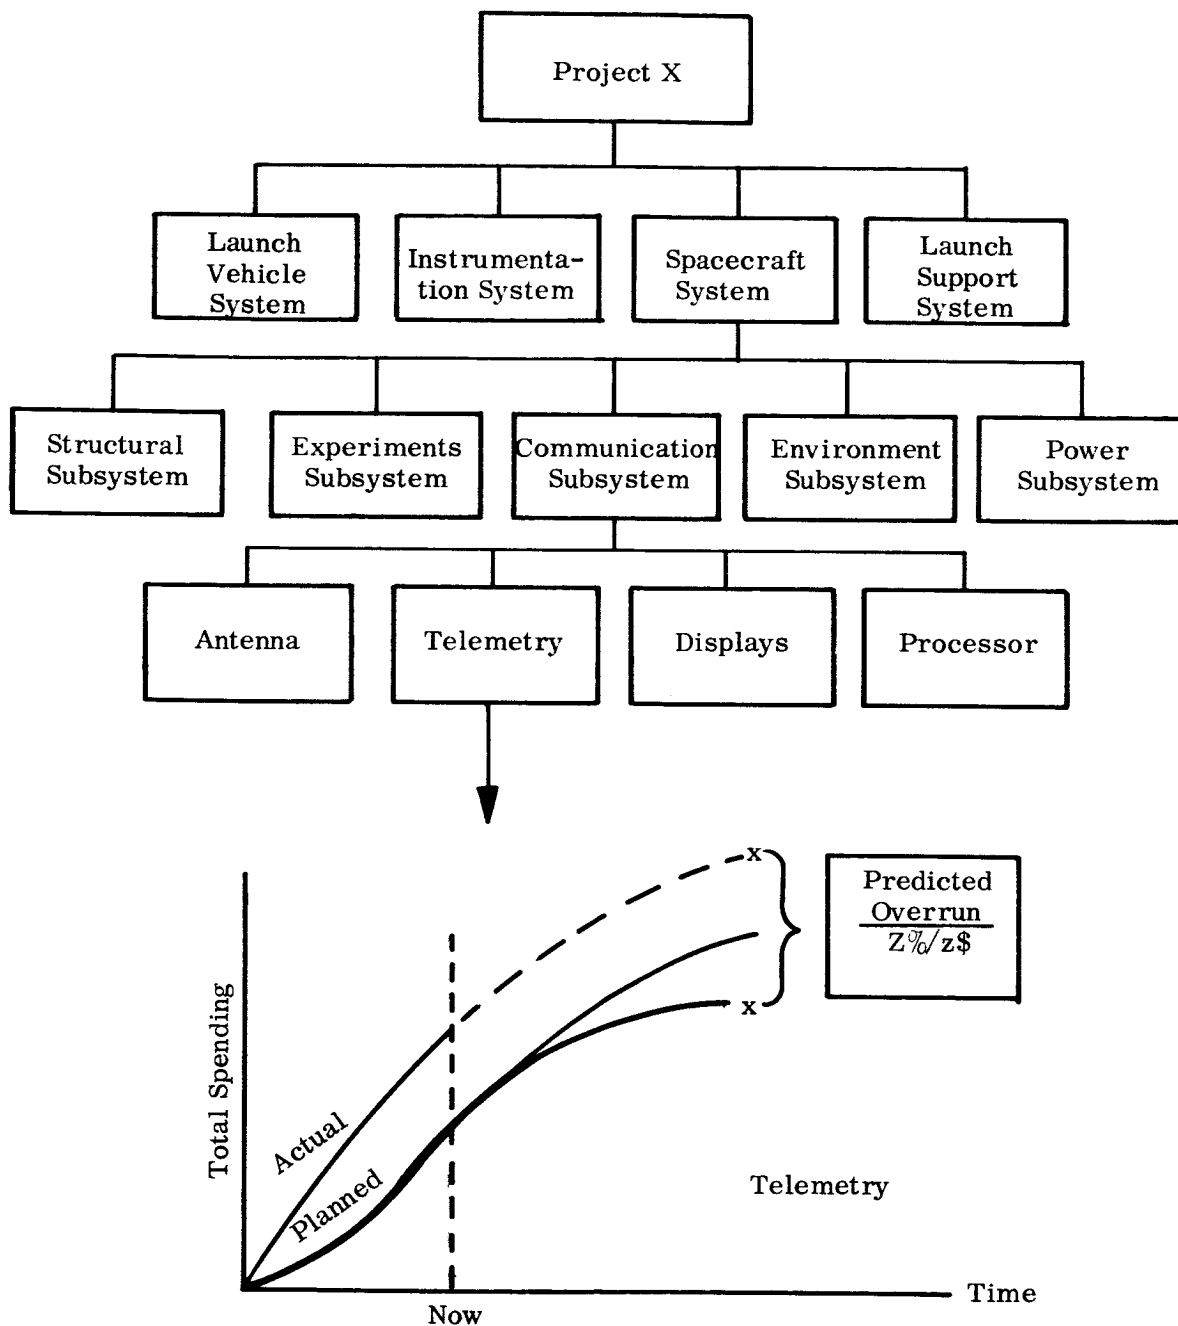 Project X
Launch
Vehicle
System
Instrumenta-
tion System
Spacecraft
System
Launch
Support
System
Structural
Subsystem
Experiments
Subsystem
Communication
Subsystem
Environment
Subsystem
Power
Subsystem
Antenna
Telemetry
Displays
Processor
Total Spending
Actual
Planned
x
x
Predicted
Overrun
Z%/z$
Telemetry
Now
Time